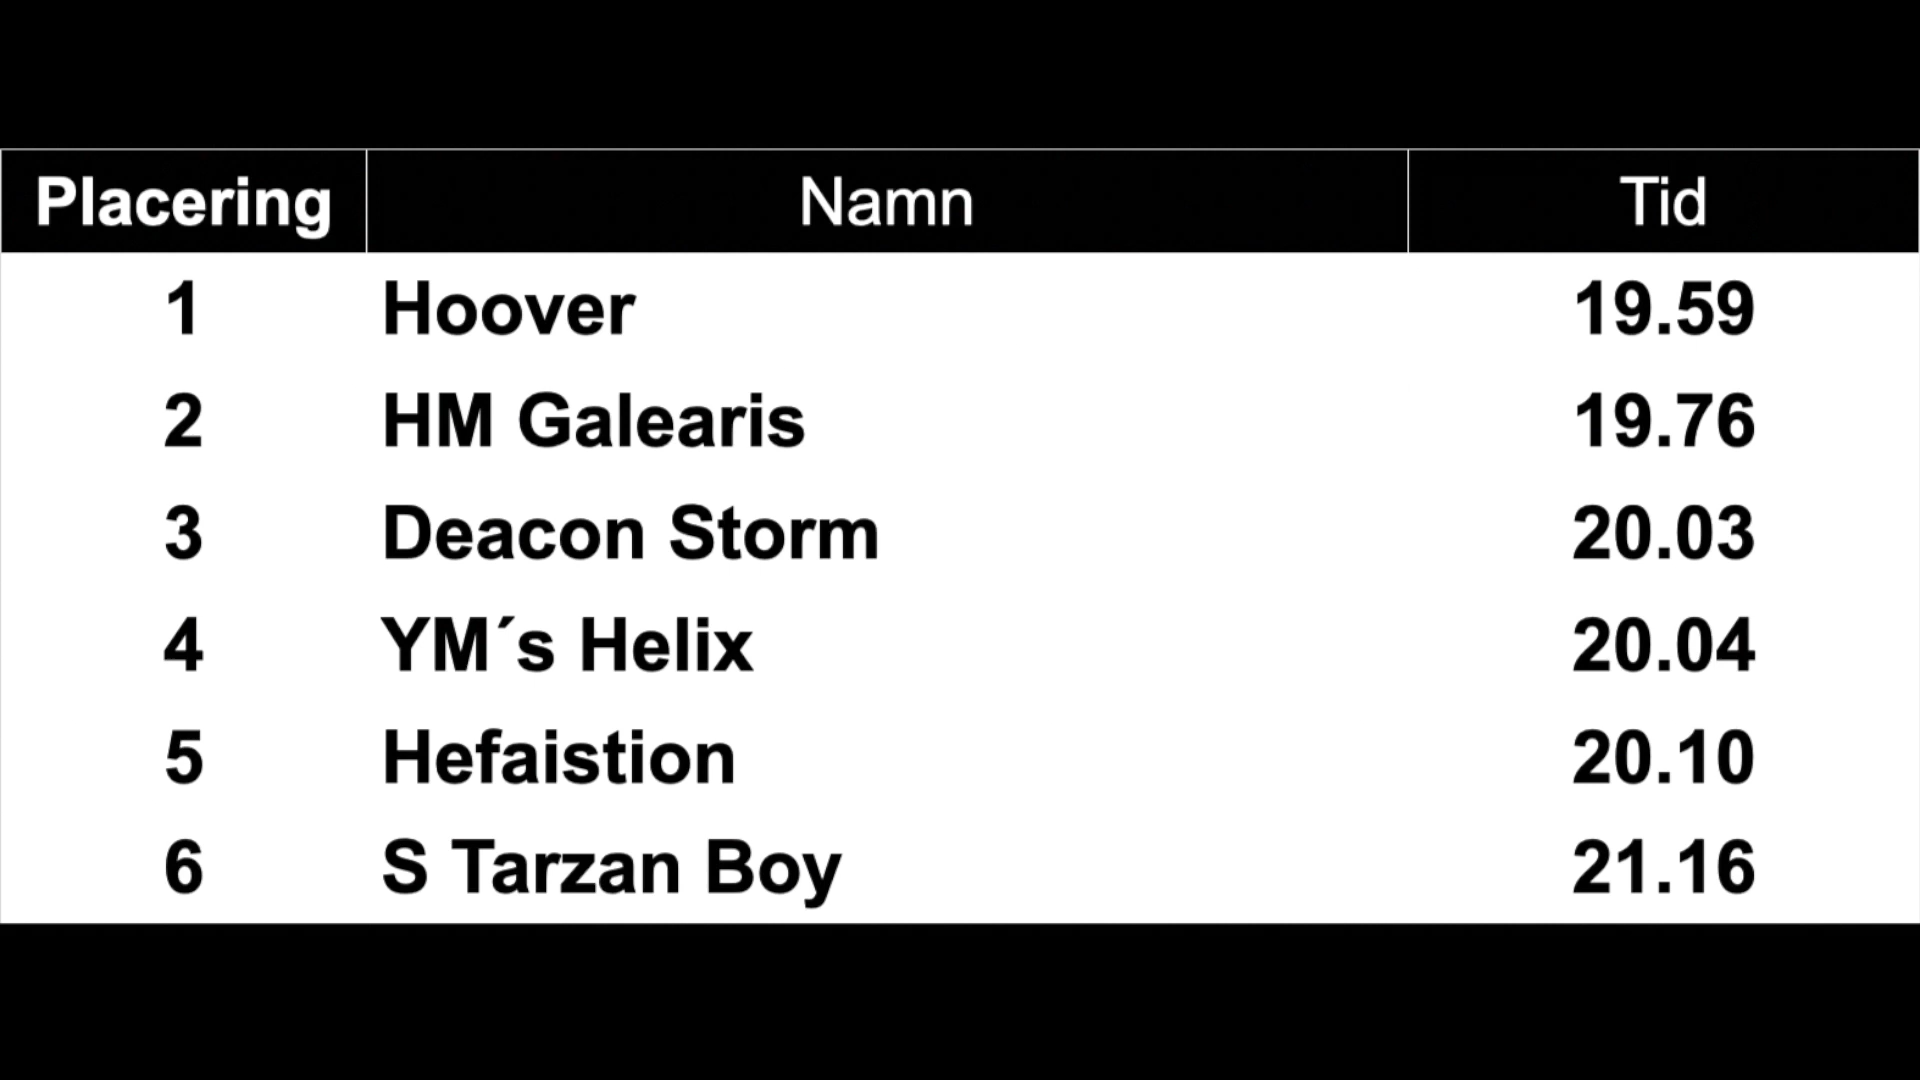 Placering Namn Tid
1 Hoover 19.59
2 HM Galearis 19.76
3 Deacon Storm 20.03
4 YM´s Helix 20.04
5 Hefaistion 20.10
6 S Tarzan Boy 21.16